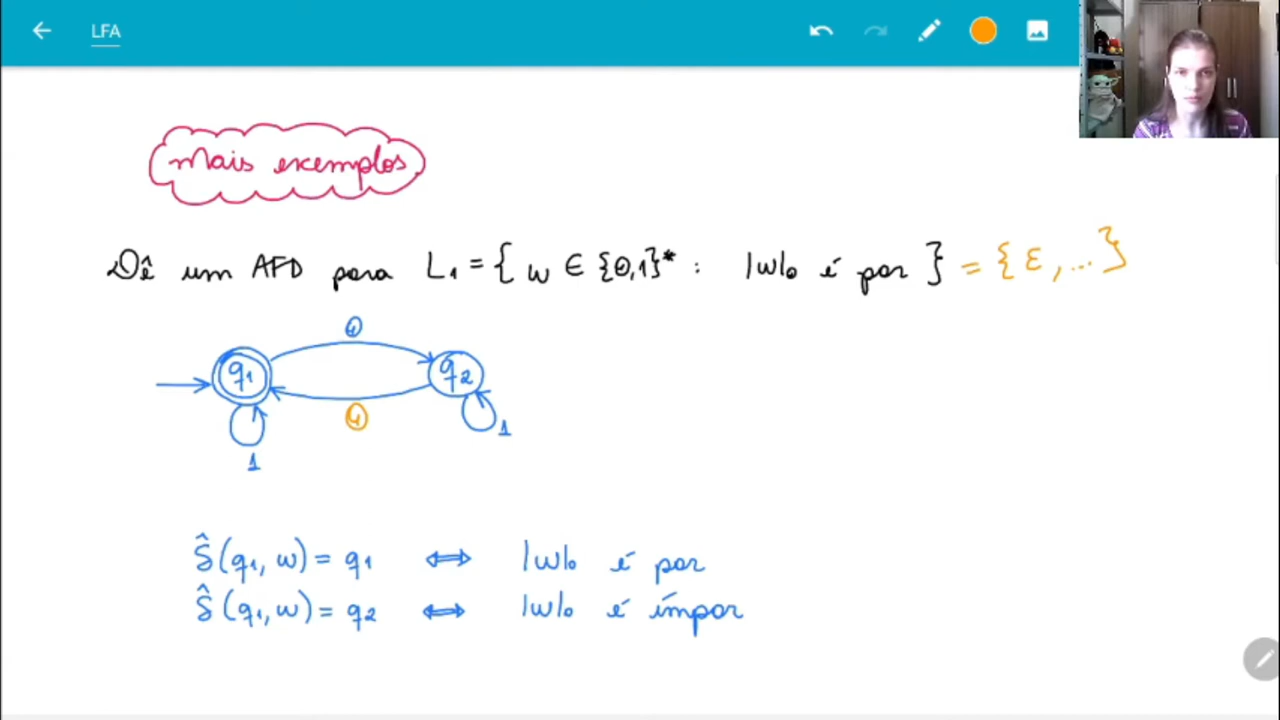 LFA
mais exemplos
Dê um AFD para L₁ = { w ∈ {0,1}* : |w|₀ é par } = {ε, ...}
0
q₁ q₂
0
1
1
δ̂(q₁, w) = q₁ ⇔ |w|₀ é par
δ̂(q₁, w) = q₂ ⇔ |w|₀ é ímpar